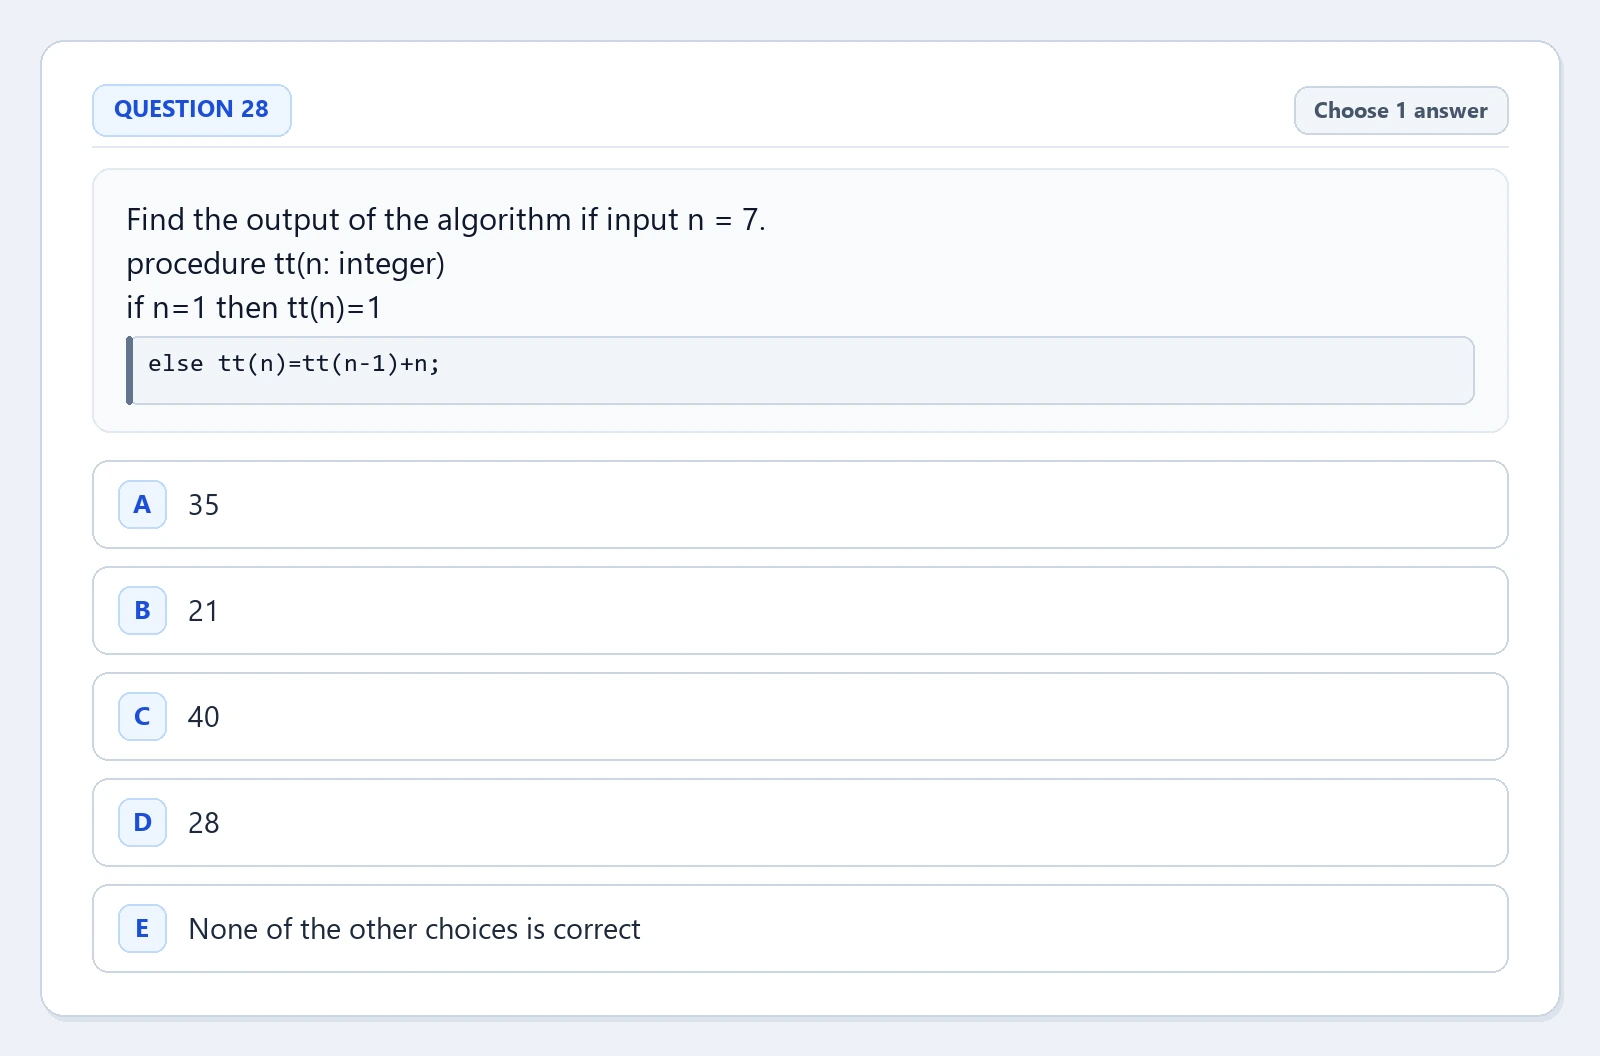 QUESTION 28
Choose 1 answer
Find the output of the algorithm if input n = 7.
procedure tt(n: integer)
if n=1 then tt(n)=1
else tt(n)=tt(n-1)+n;
A 35
B 21
C 40
D 28
E None of the other choices is correct